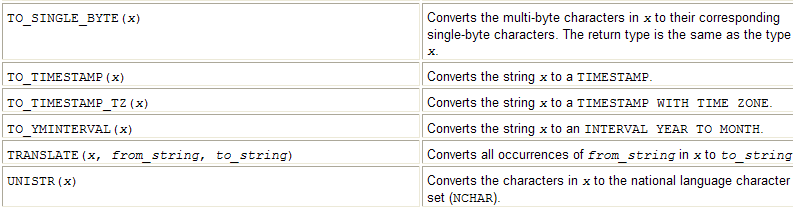 TO_SINGLE_BYTE(x)
Converts the multi-byte characters in x to their corresponding
single-byte characters. The return type is the same as the type
x.
TO_TIMESTAMP(x)
Converts the string x to a TIMESTAMP.
TO_TIMESTAMP_TZ(x)
Converts the string x to a TIMESTAMP WITH TIME ZONE.
TO_YMINTERVAL(x)
Converts the string x to an INTERVAL YEAR TO MONTH.
TRANSLATE(x, from_string, to_string)
Converts all occurrences of from_string in x to to_string
UNISTR(x)
Converts the characters in x to the national language character
set (NCHAR).